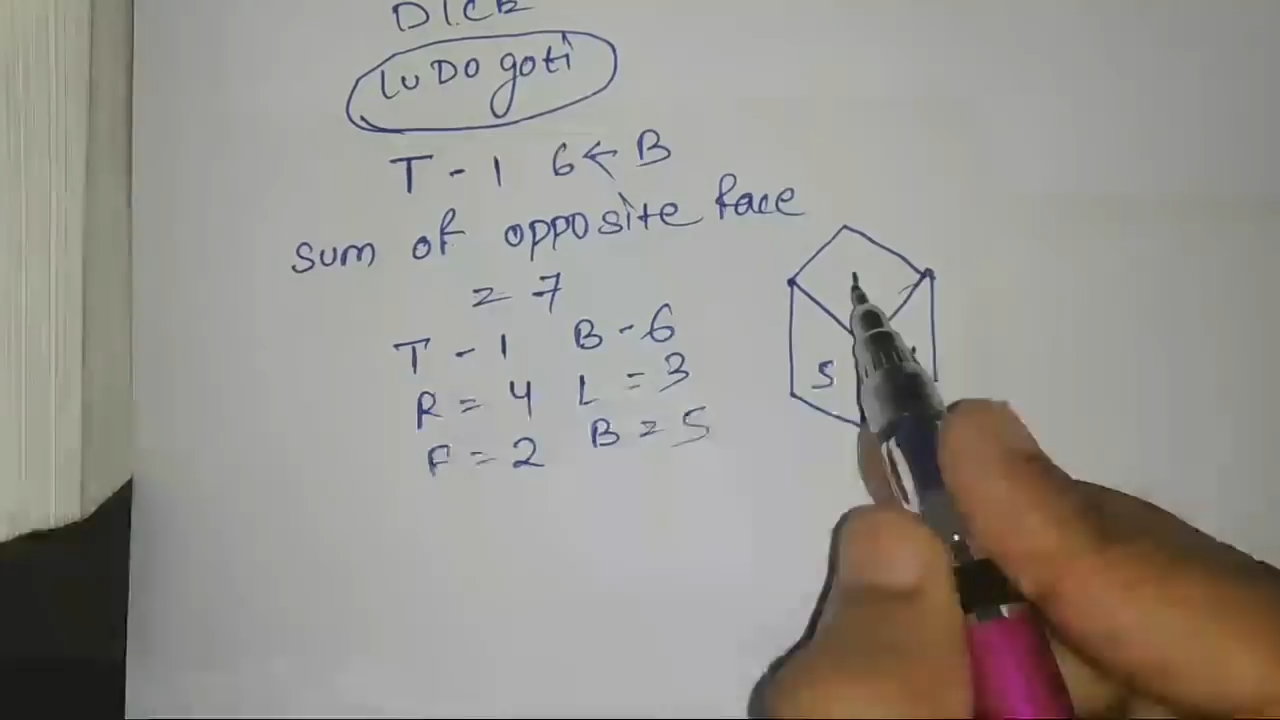 DICE
LUDO goti
T - 1 6 ← B
sum of opposite face
= 7
T - 1 B - 6
R = 4 L = 3
F = 2 B = 5
5